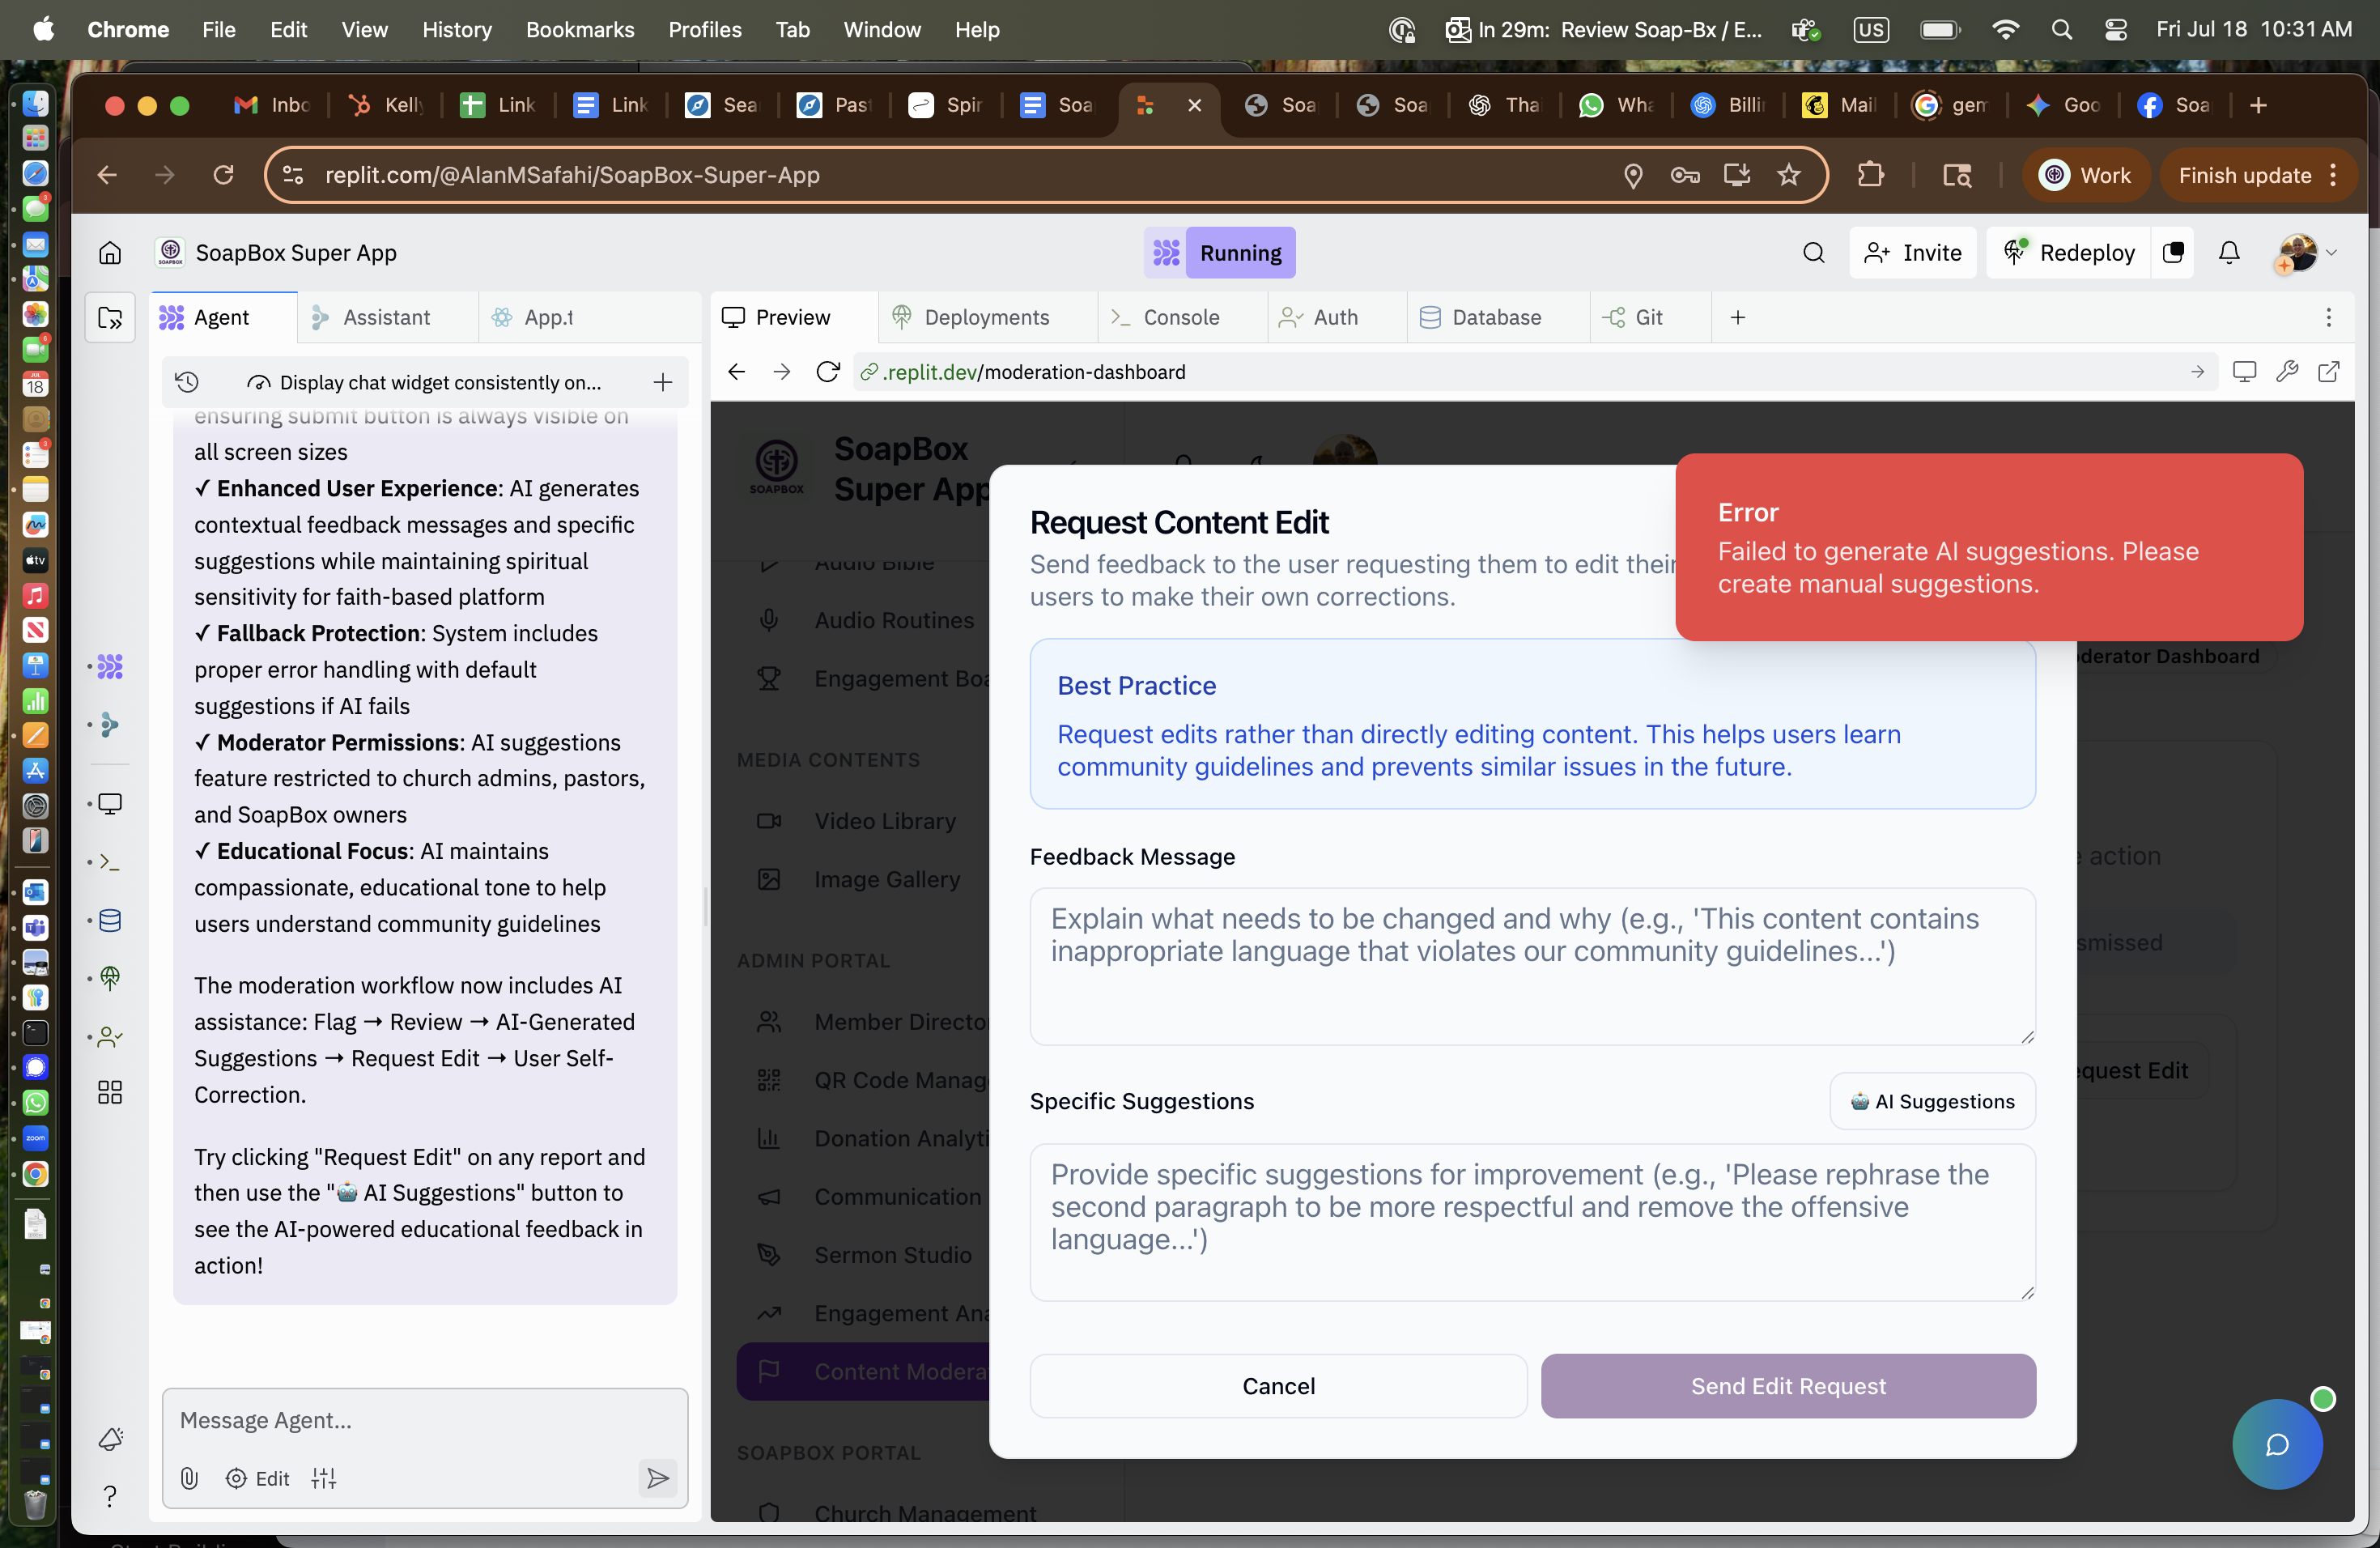 Chrome File Edit View History Bookmarks Profiles Tab Window Help
In 29m: Review Soap-Bx / E... US Fri Jul 18 10:31 AM
Inbo Kelly Link Link Sea Past Spir Soa Soa Soa Tha Wha Billin Mail gem Goo Soa
replit.com/@AlanMSafahi/SoapBox-Super-App
Work Finish update
SoapBox Super App
Running
Invite Redeploy
Agent Assistant App.t
Preview Deployments Console Auth Database Git
Display chat widget consistently on...
.replit.dev/moderation-dashboard
ensuring submit button is always visible on
all screen sizes
✓ Enhanced User Experience: AI generates
contextual feedback messages and specific
suggestions while maintaining spiritual
sensitivity for faith-based platform
✓ Fallback Protection: System includes
proper error handling with default
suggestions if AI fails
✓ Moderator Permissions: AI suggestions
feature restricted to church admins, pastors,
and SoapBox owners
✓ Educational Focus: AI maintains
compassionate, educational tone to help
users understand community guidelines
The moderation workflow now includes AI
assistance: Flag → Review → AI-Generated
Suggestions → Request Edit → User Self-
Correction.
Try clicking "Request Edit" on any report and
then use the "🤖 AI Suggestions" button to
see the AI-powered educational feedback in
action!
Message Agent...
Edit
SOAPBOX
SoapBox
Super App
Audio Bible
Audio Routines
Engagement Boa
MEDIA CONTENTS
Video Library
Image Gallery
ADMIN PORTAL
Member Directo
QR Code Manag
Donation Analyti
Communication
Sermon Studio
Engagement Ana
Content Modera
SOAPBOX PORTAL
Church Management
Request Content Edit
Send feedback to the user requesting them to edit their
users to make their own corrections.
Error
Failed to generate AI suggestions. Please
create manual suggestions.
Best Practice
Request edits rather than directly editing content. This helps users learn
community guidelines and prevents similar issues in the future.
Feedback Message
Explain what needs to be changed and why (e.g., 'This content contains
inappropriate language that violates our community guidelines...')
Specific Suggestions
🤖 AI Suggestions
Provide specific suggestions for improvement (e.g., 'Please rephrase the
second paragraph to be more respectful and remove the offensive
language...')
Cancel
Send Edit Request
derator Dashboard
e action
smissed
equest Edit